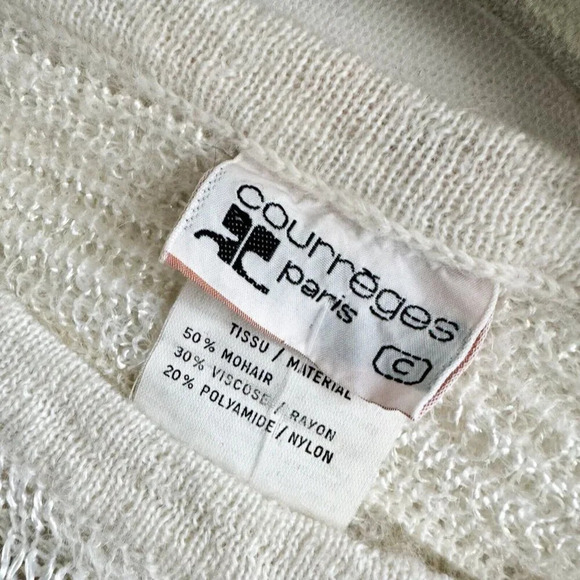 courrèges
paris
C
TISSU / MATERIAL
50% MOHAIR
30% VISCOSE / RAYON
20% POLYAMIDE / NYLON